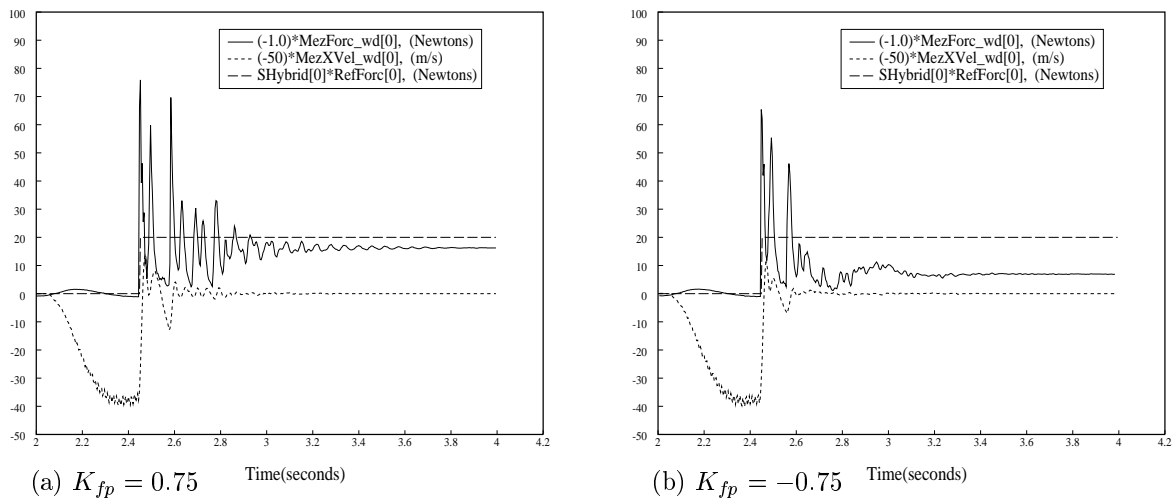 100
90
80
70
60
50
40
30
20
10
0
-10
-20
-30
-40
-50
(-1.0)*MezForc_wd[0], (Newtons)
(-50)*MezXVel_wd[0], (m/s)
SHybrid[0]*RefForc[0], (Newtons)
2 2.2 2.4 2.6 2.8 3 3.2 3.4 3.6 3.8 4 4.2
Time(seconds)
(a) K_{fp} = 0.75
100
90
80
70
60
50
40
30
20
10
0
-10
-20
-30
-40
-50
(-1.0)*MezForc_wd[0], (Newtons)
(-50)*MezXVel_wd[0], (m/s)
SHybrid[0]*RefForc[0], (Newtons)
2 2.2 2.4 2.6 2.8 3 3.2 3.4 3.6 3.8 4 4.2
Time(seconds)
(b) K_{fp} = −0.75